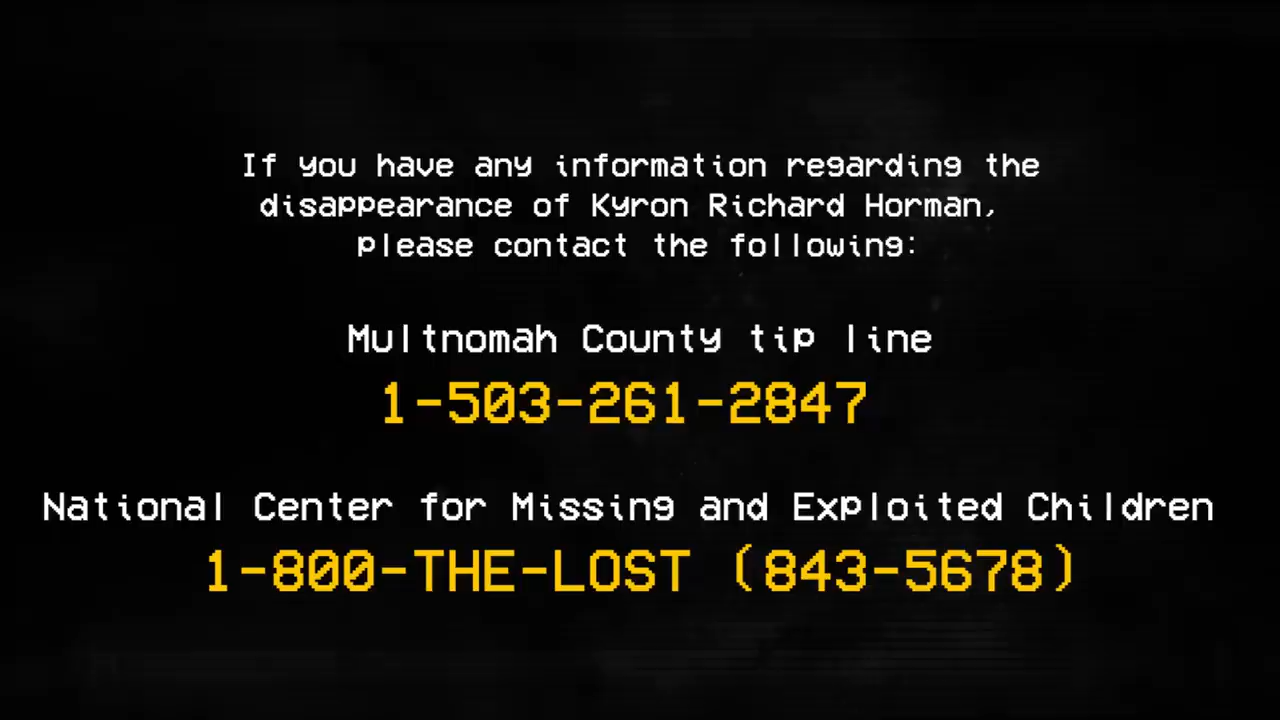 If you have any information regarding the
disappearance of Kyron Richard Horman,
please contact the following:
Multnomah County tip line
1-503-261-2847
National Center for Missing and Exploited Children
1-800-THE-LOST (843-5678)